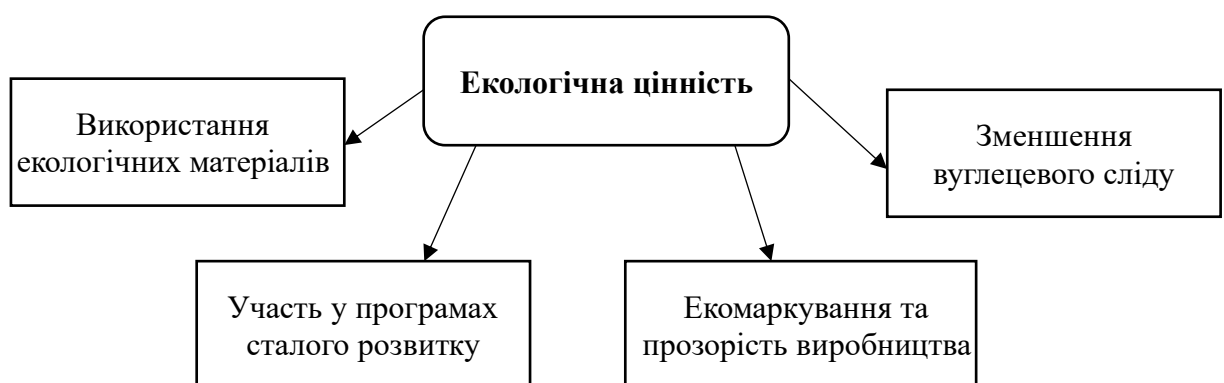 Екологічна цінність
Використання
екологічних матеріалів
Зменшення
вуглецевого сліду
Участь у програмах
сталого розвитку
Екомаркування та
прозорість виробництва